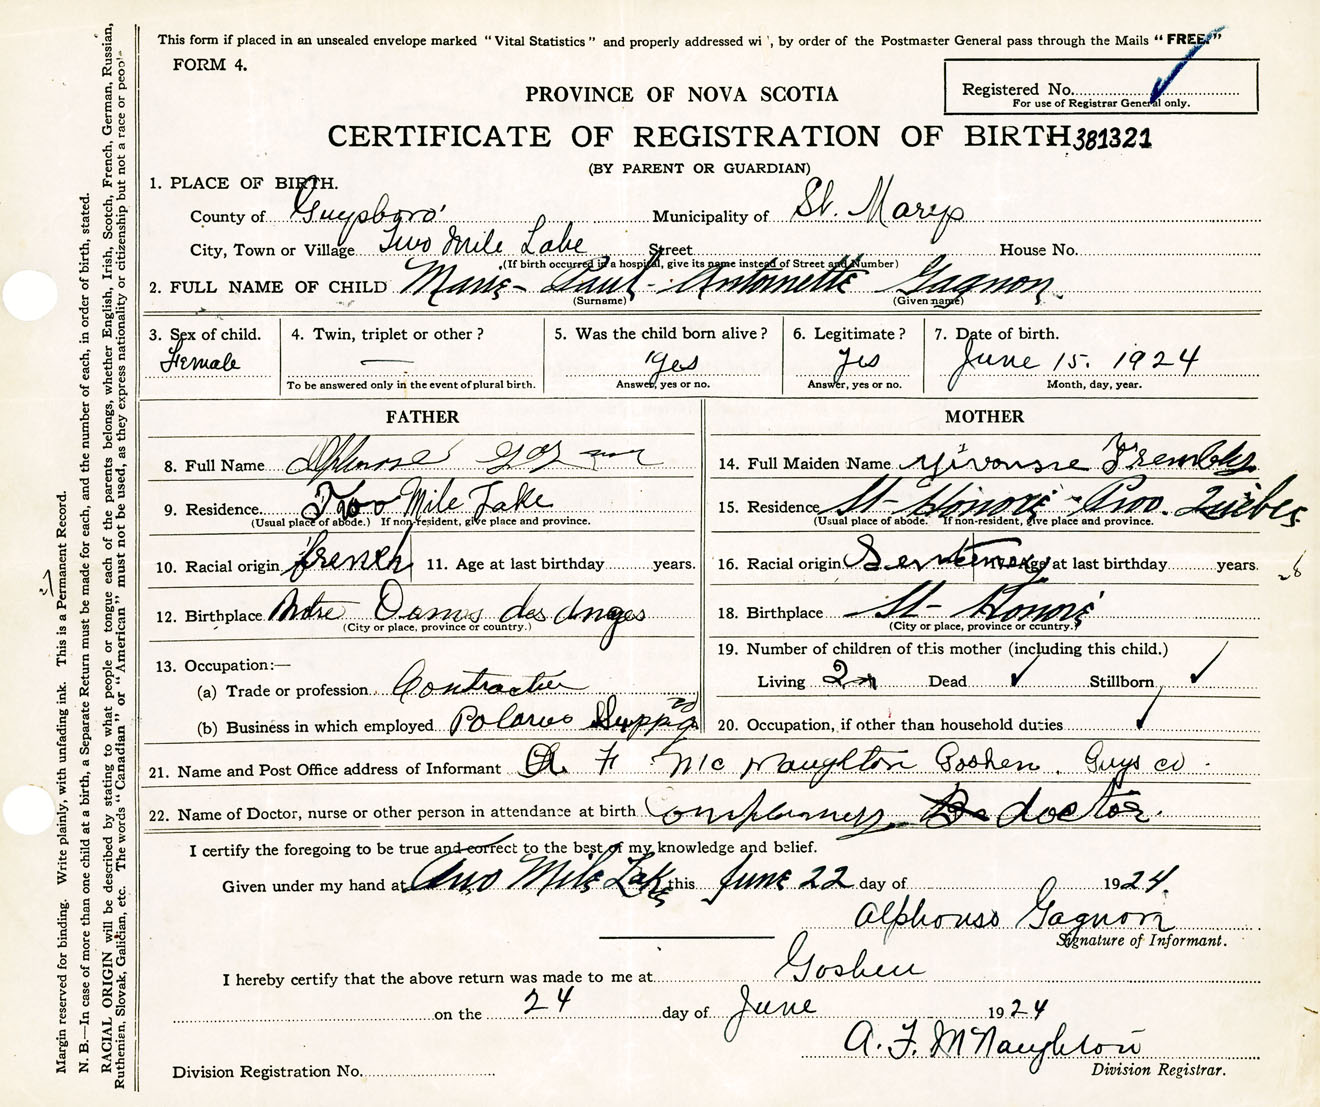 This form if placed in an unsealed envelope marked "Vital Statistics" and properly addressed wi ', by order of the Postmaster General pass through the Mails "FREE."
FORM 4.
Registered No.
For use of Registrar General only.
PROVINCE OF NOVA SCOTIA
CERTIFICATE OF REGISTRATION OF BIRTH 381321
(BY PARENT OR GUARDIAN)
1. PLACE OF BIRTH.
County of Guysboro' Municipality of St. Marys
City, Town or Village Two Mile Lake Street House No.
(If birth occurred in a hospital, give its name instead of Street and Number)
2. FULL NAME OF CHILD Marie- Paul- Antoinette Gagnon
(Surname) (Given name)
3. Sex of child. 4. Twin, triplet or other? 5. Was the child born alive? 6. Legitimate? 7. Date of birth.
Female — Yes Yes June 15. 1924
To be answered only in the event of plural birth. Answer, yes or no. Answer, yes or no. Month, day, year.
FATHER MOTHER
8. Full Name Alphonse 14. Full Maiden Name Tremblay
9. Residence Two Mile Lake 15. Residence St- Honoré - Prov. Québec
(Usual place of abode.) If non-resident, give place and province. (Usual place of abode. If non-resident, give place and province.
10. Racial origin french 11. Age at last birthday years. 16. Racial origin Age at last birthday years. 26
12. Birthplace Notre Dame des Anges 18. Birthplace St- Honoré
(City or place, province or country.) (City or place, province or country.)
13. Occupation:— 19. Number of children of this mother (including this child.)
(a) Trade or profession Contractor Living 2 Dead Stillborn
(b) Business in which employed 20. Occupation, if other than household duties
21. Name and Post Office address of Informant A F McNaughton Goshen. Guys co.
22. Name of Doctor, nurse or other person in attendance at birth doctor.
I certify the foregoing to be true and correct to the best of my knowledge and belief.
Given under my hand at Two Mile Lake this June 22 day of 1924.
Alphonse Gagnon
Signature of Informant.
I hereby certify that the above return was made to me at Goshen
on the 24 day of June 1924
A. F. McNaughton
Division Registration No. Division Registrar.
Margin reserved for binding. Write plainly, with unfading ink. This is a Permanent Record.
N. B.—In case of more than one child at a birth, a Separate Return must be made for each, and the number of each, in order of birth, stated.
RACIAL ORIGIN will be described by stating to what people or tongue each of the parents belongs, whether English, Irish, Scotch, French, German, Russian,
Ruthenian, Slovak, Galician, etc. The words "Canadian" or "American" must not be used, as they express nationality or citizenship but not a race or peop